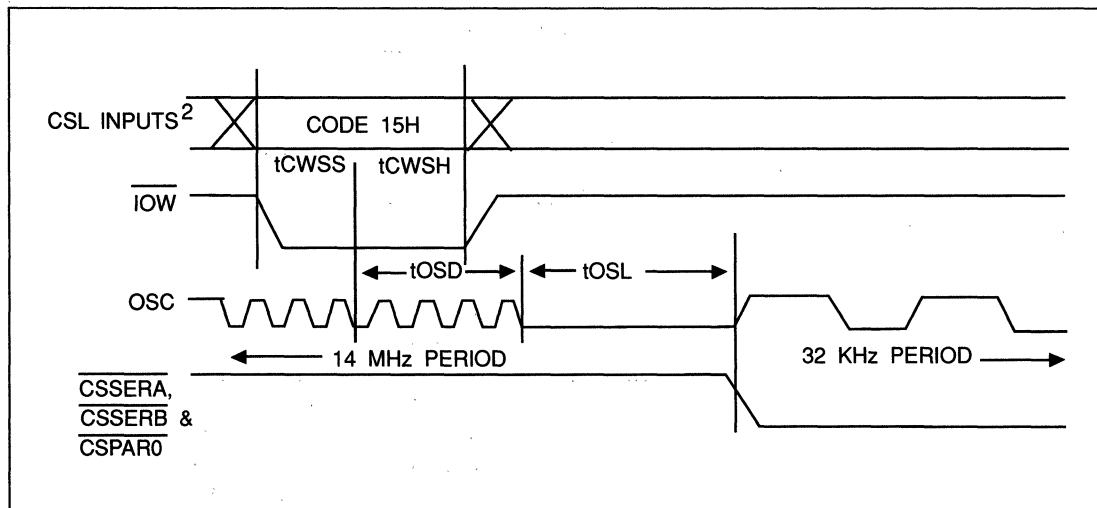 CSL INPUTS2
CODE 15H
tCWSS tCWSH
IOW
tOSD tOSL
OSC
14 MHz PERIOD 32 KHz PERIOD
CSSERA,
CSSERB &
CSPAR0